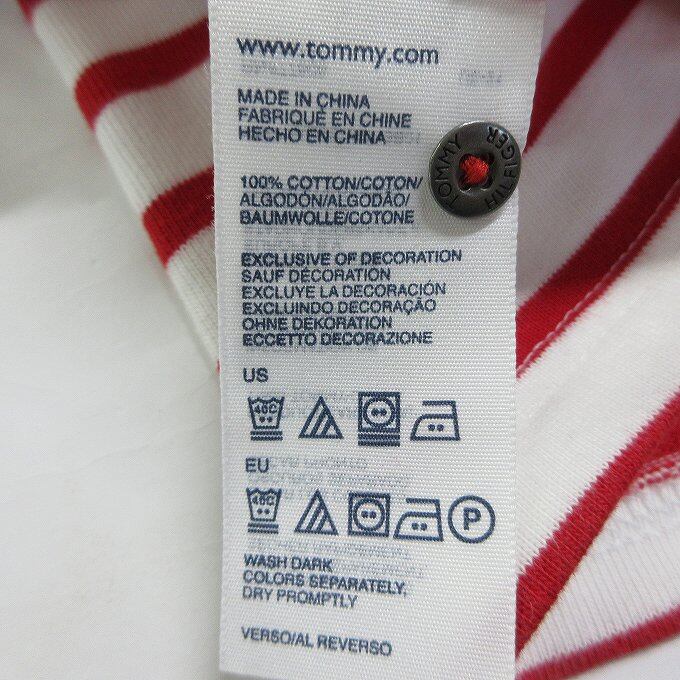 www.tommy.com
MADE IN CHINA
FABRIQUÉ EN CHINE
HECHO EN CHINA
TOMMY
HILFIGER
100% COTTON/COTON/
ALGODÓN/ALGODÃO/
BAUMWOLLE/COTONE
EXCLUSIVE OF DECORATION
SAUF DÉCORATION
EXCLUYE LA DECORACIÓN
EXCLUINDO DECORAÇÃO
OHNE DEKORATION
ECCETTO DECORAZIONE
US
40C
EU
40C
P
WASH DARK
COLORS SEPARATELY,
DRY PROMPTLY
VERSO/AL REVERSO